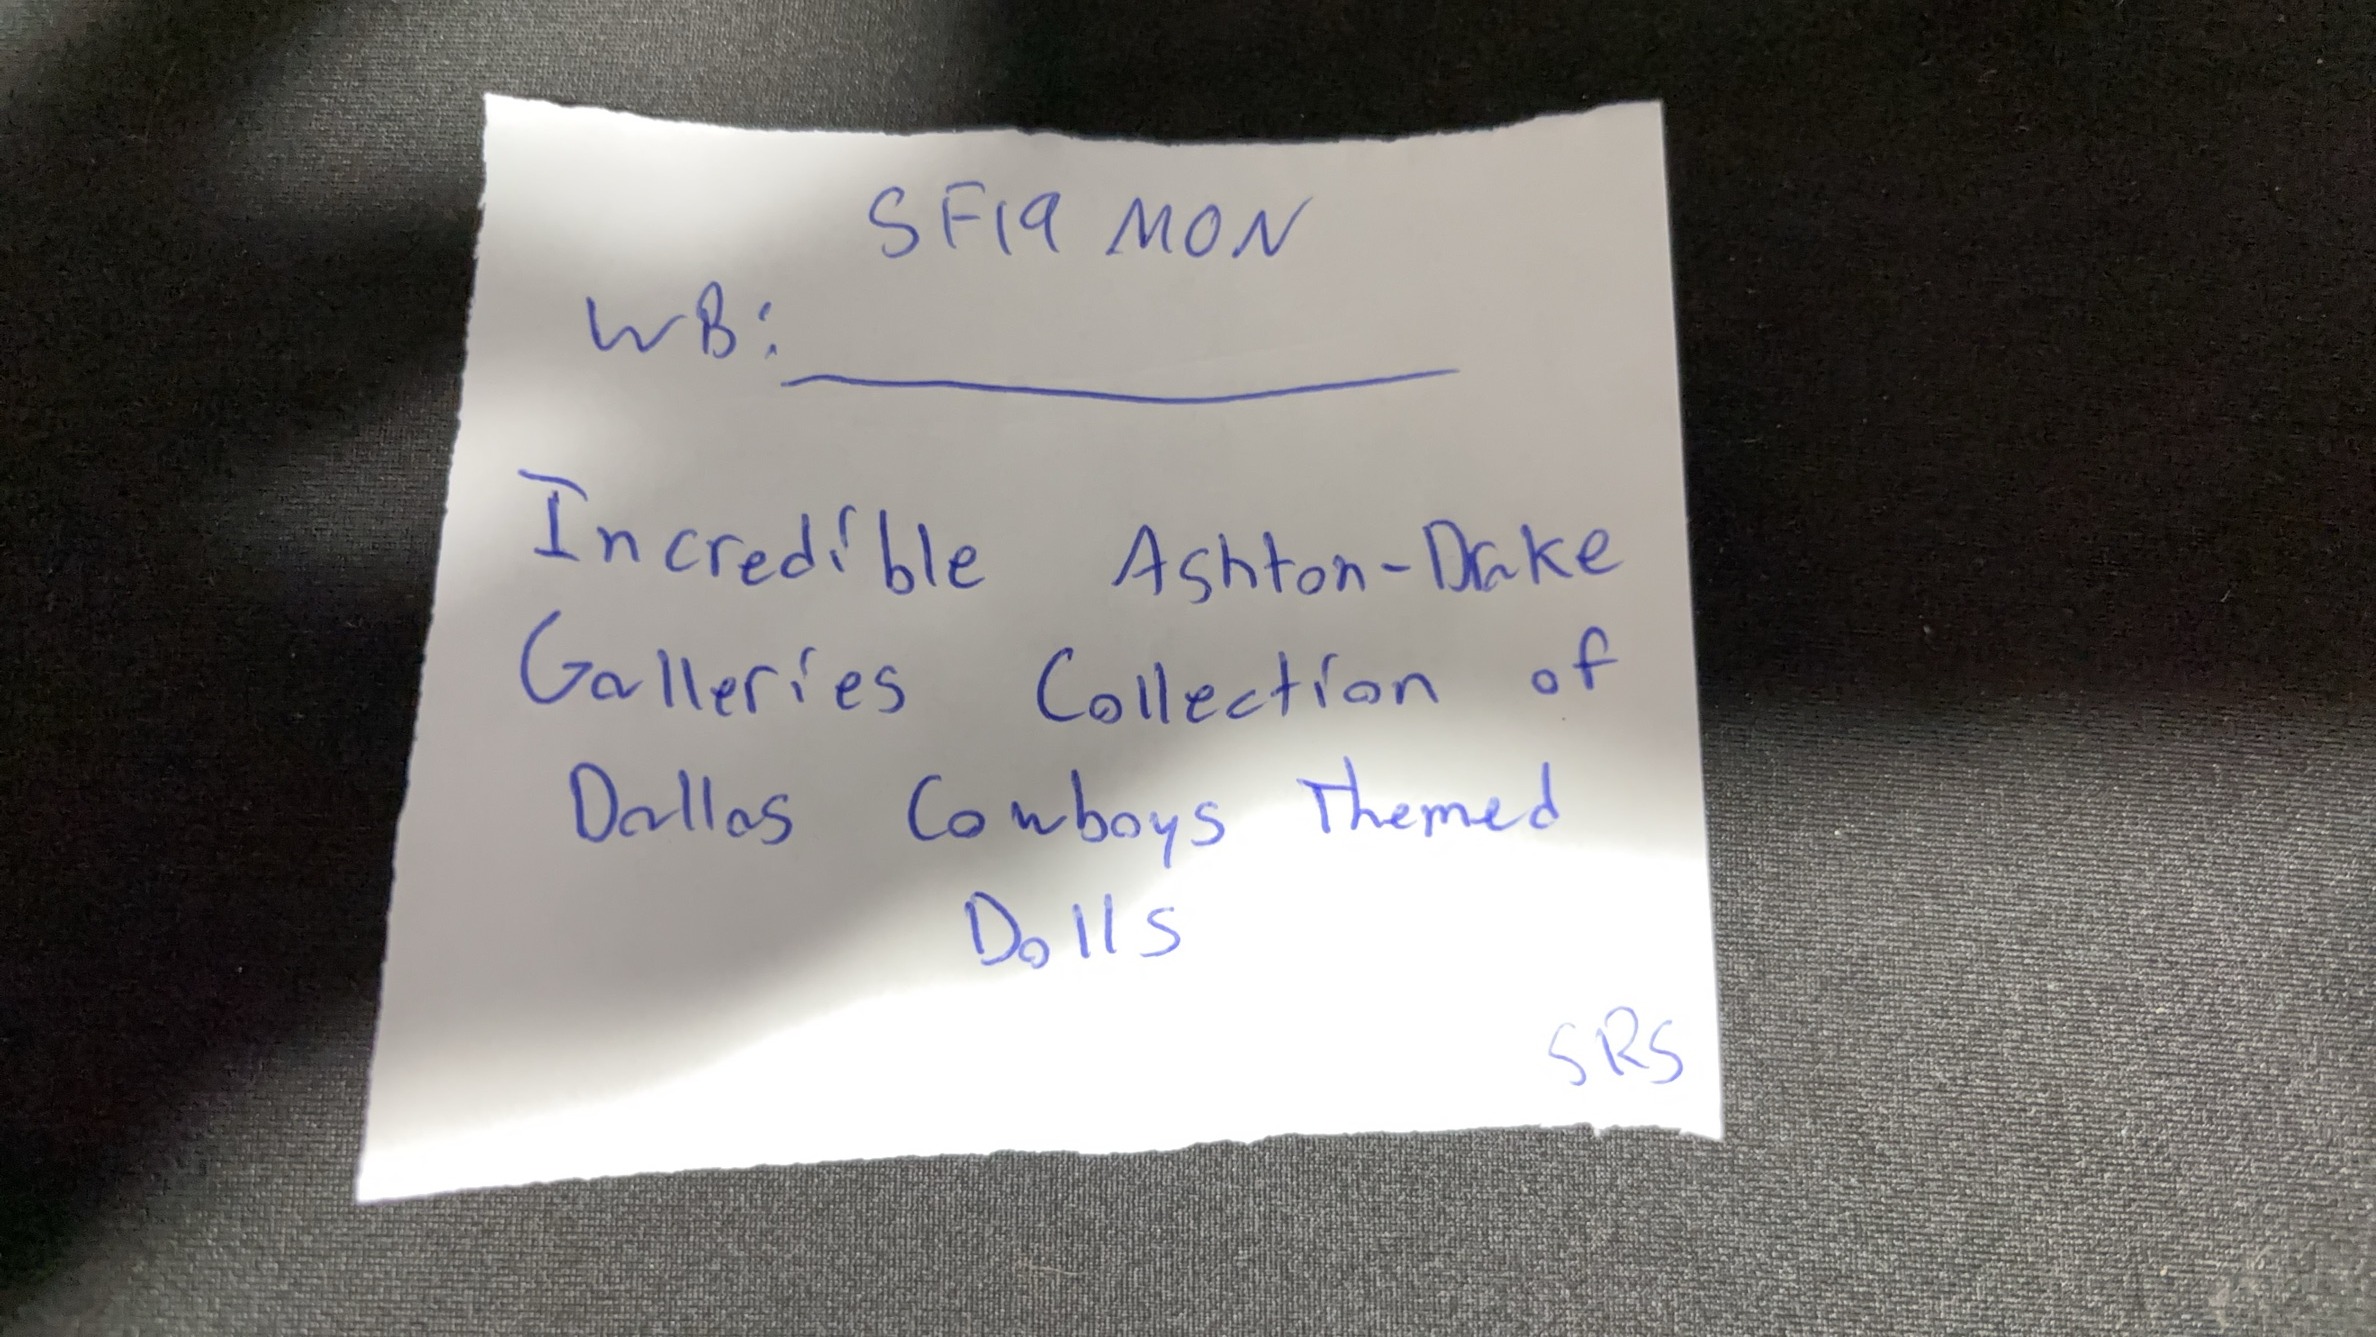 SF19 MON
WB:
Incredible Ashton-Drake
Galleries Collection of
Dallas Cowboys Themed
Dolls
SRS